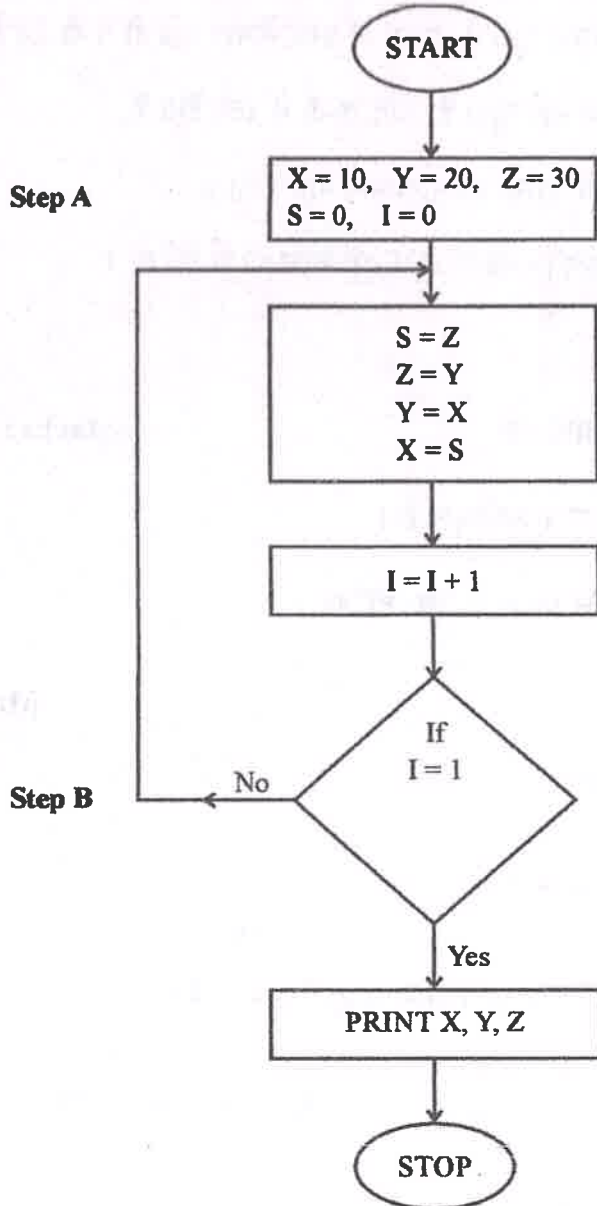 START
Step A
X = 10, Y = 20, Z = 30
S = 0, I = 0
S = Z
Z = Y
Y = X
X = S
I = I + 1
If
I = 1
Step B
No
Yes
PRINT X, Y, Z
STOP